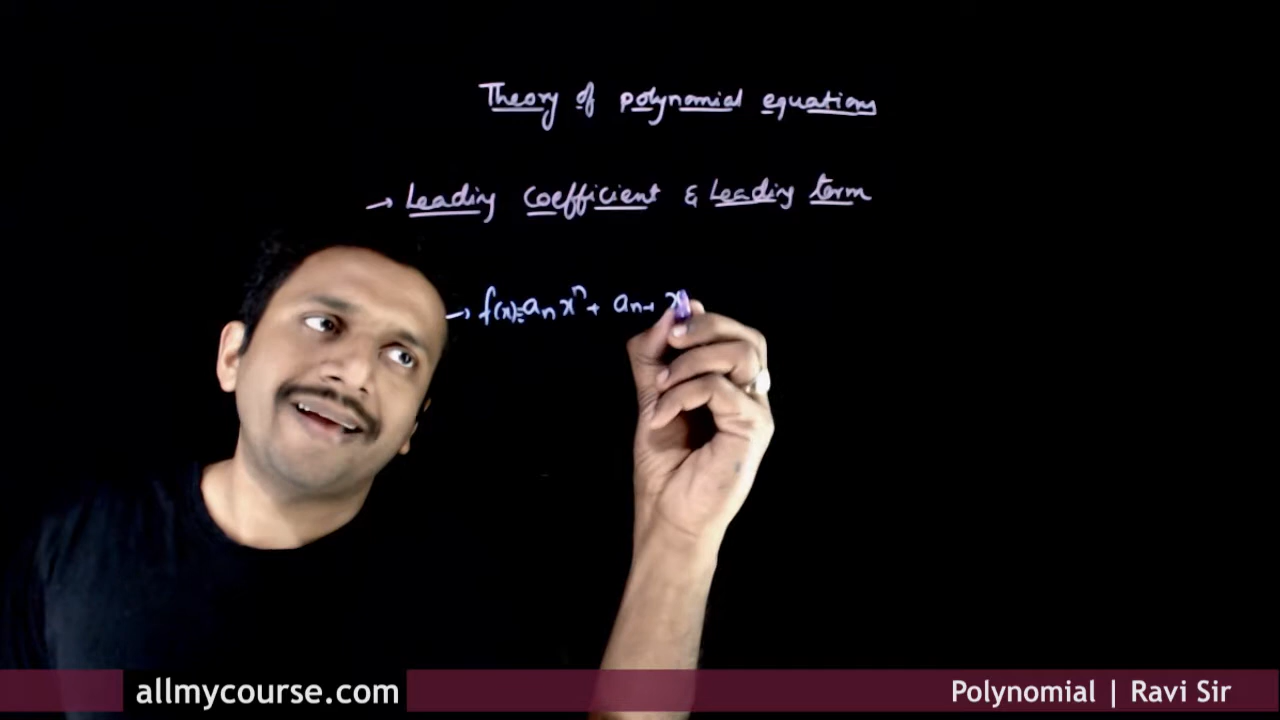 Theory of polynomial equations
→ Leading coefficient & Leading term
→ f(x)=aₙxⁿ + aₙ₋₁ x
allmycourse.com
Polynomial | Ravi Sir